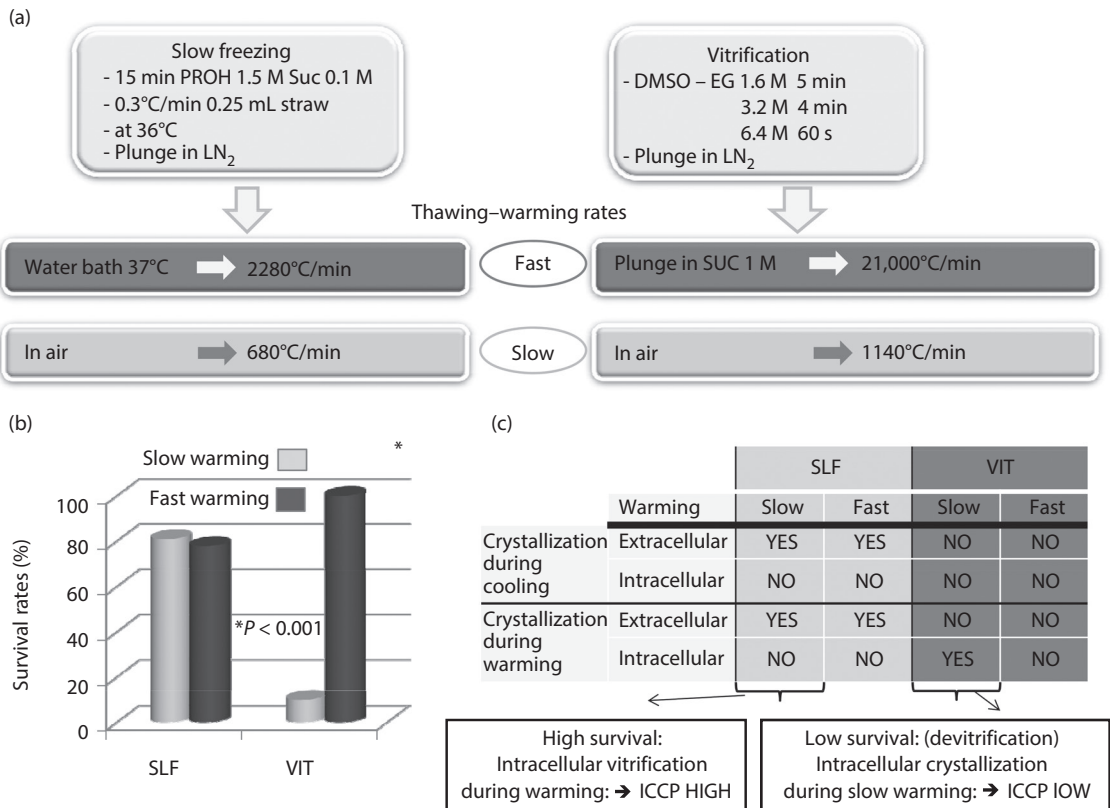 (a)
Slow freezing
- 15 min PROH 1.5 M Suc 0.1 M
- 0.3°C/min 0.25 mL straw
- at 36°C
- Plunge in LN2
Vitrification
- DMSO – EG 1.6 M 5 min
3.2 M 4 min
6.4 M 60 s
- Plunge in LN2
Thawing–warming rates
Water bath 37°C 2280°C/min
Fast
Plunge in SUC 1 M 21,000°C/min
In air 680°C/min
Slow
In air 1140°C/min
(b)
Slow warming
*
Fast warming
Survival rates (%)
100
80
60
40
20
0
*P < 0.001
SLF VIT
(c)
SLF VIT
Warming Slow Fast Slow Fast
Crystallization during cooling
Extracellular YES YES NO NO
Intracellular NO NO NO NO
Crystallization during warming
Extracellular YES YES NO NO
Intracellular NO NO YES NO
High survival:
Intracellular vitrification
during warming: ➔ ICCP HIGH
Low survival: (devitrification)
Intracellular crystallization
during slow warming: ➔ ICCP lOW